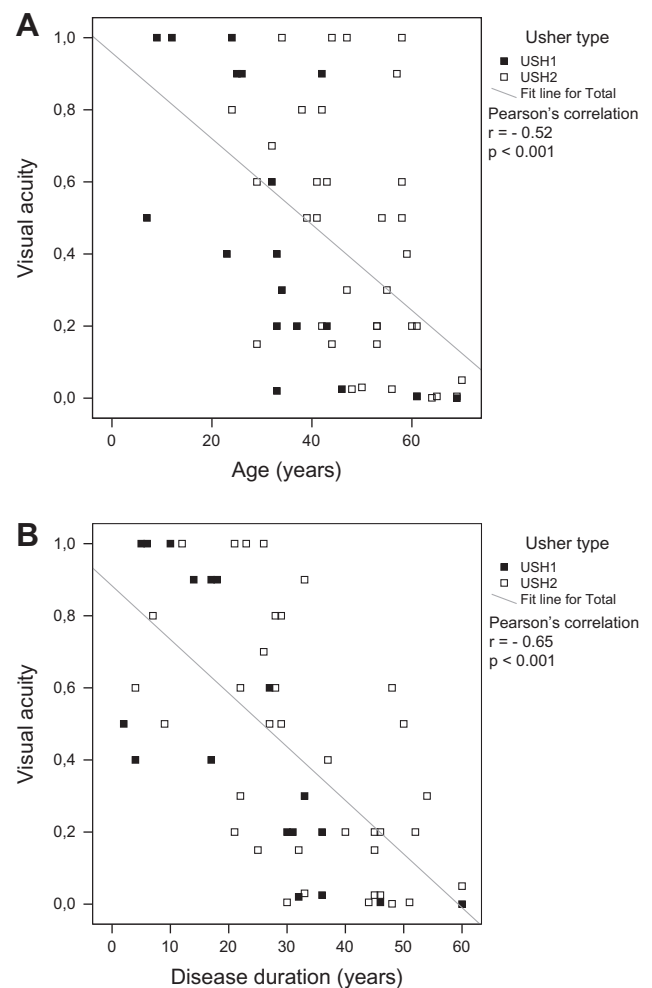 A
Visual acuity
1,0
0,8
0,6
0,4
0,2
0,0
0
20
40
60
Age (years)
Usher type
USH1
USH2
Fit line for Total
Pearson's correlation
r = - 0.52
p < 0.001
B
Visual acuity
1,0
0,8
0,6
0,4
0,2
0,0
0
10
20
30
40
50
60
Disease duration (years)
Usher type
USH1
USH2
Fit line for Total
Pearson's correlation
r = - 0.65
p < 0.001